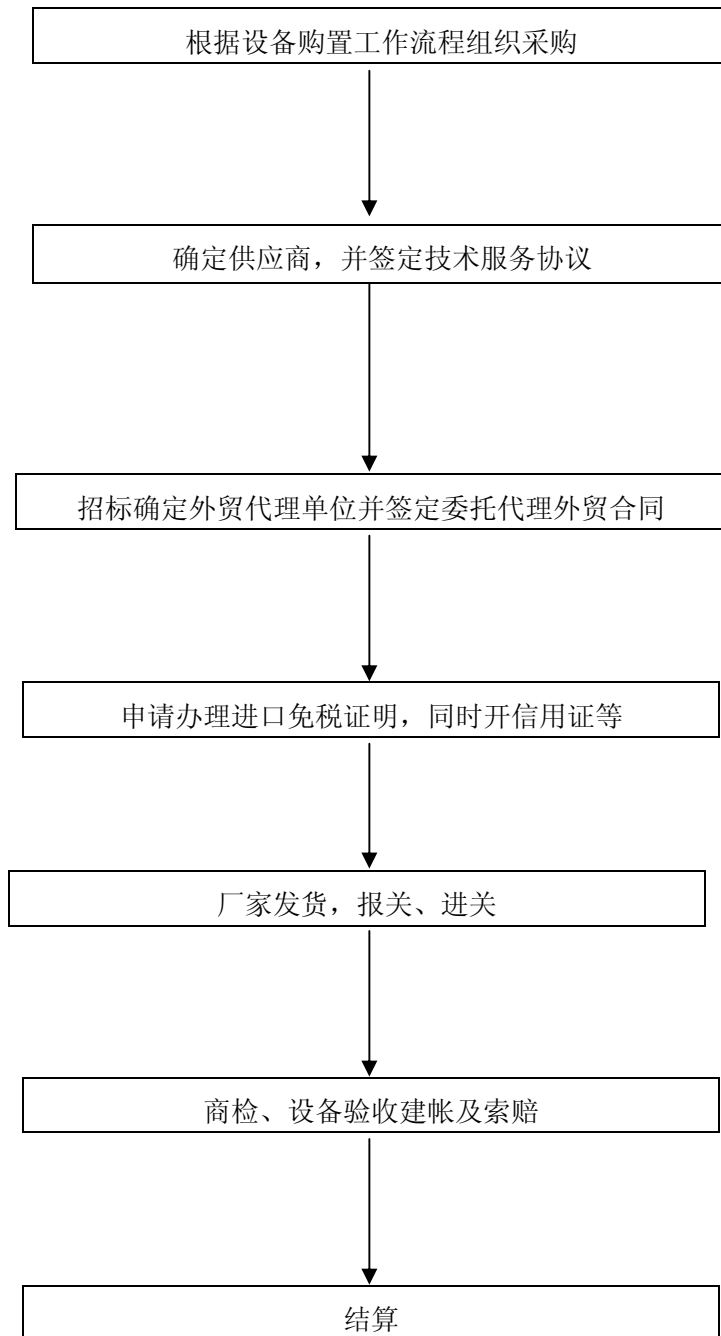 根据设备购置工作流程组织采购
确定供应商，并签定技术服务协议
招标确定外贸代理单位并签定委托代理外贸合同
申请办理进口免税证明，同时开信用证等
厂家发货，报关、进关
商检、设备验收建帐及索赔
结算